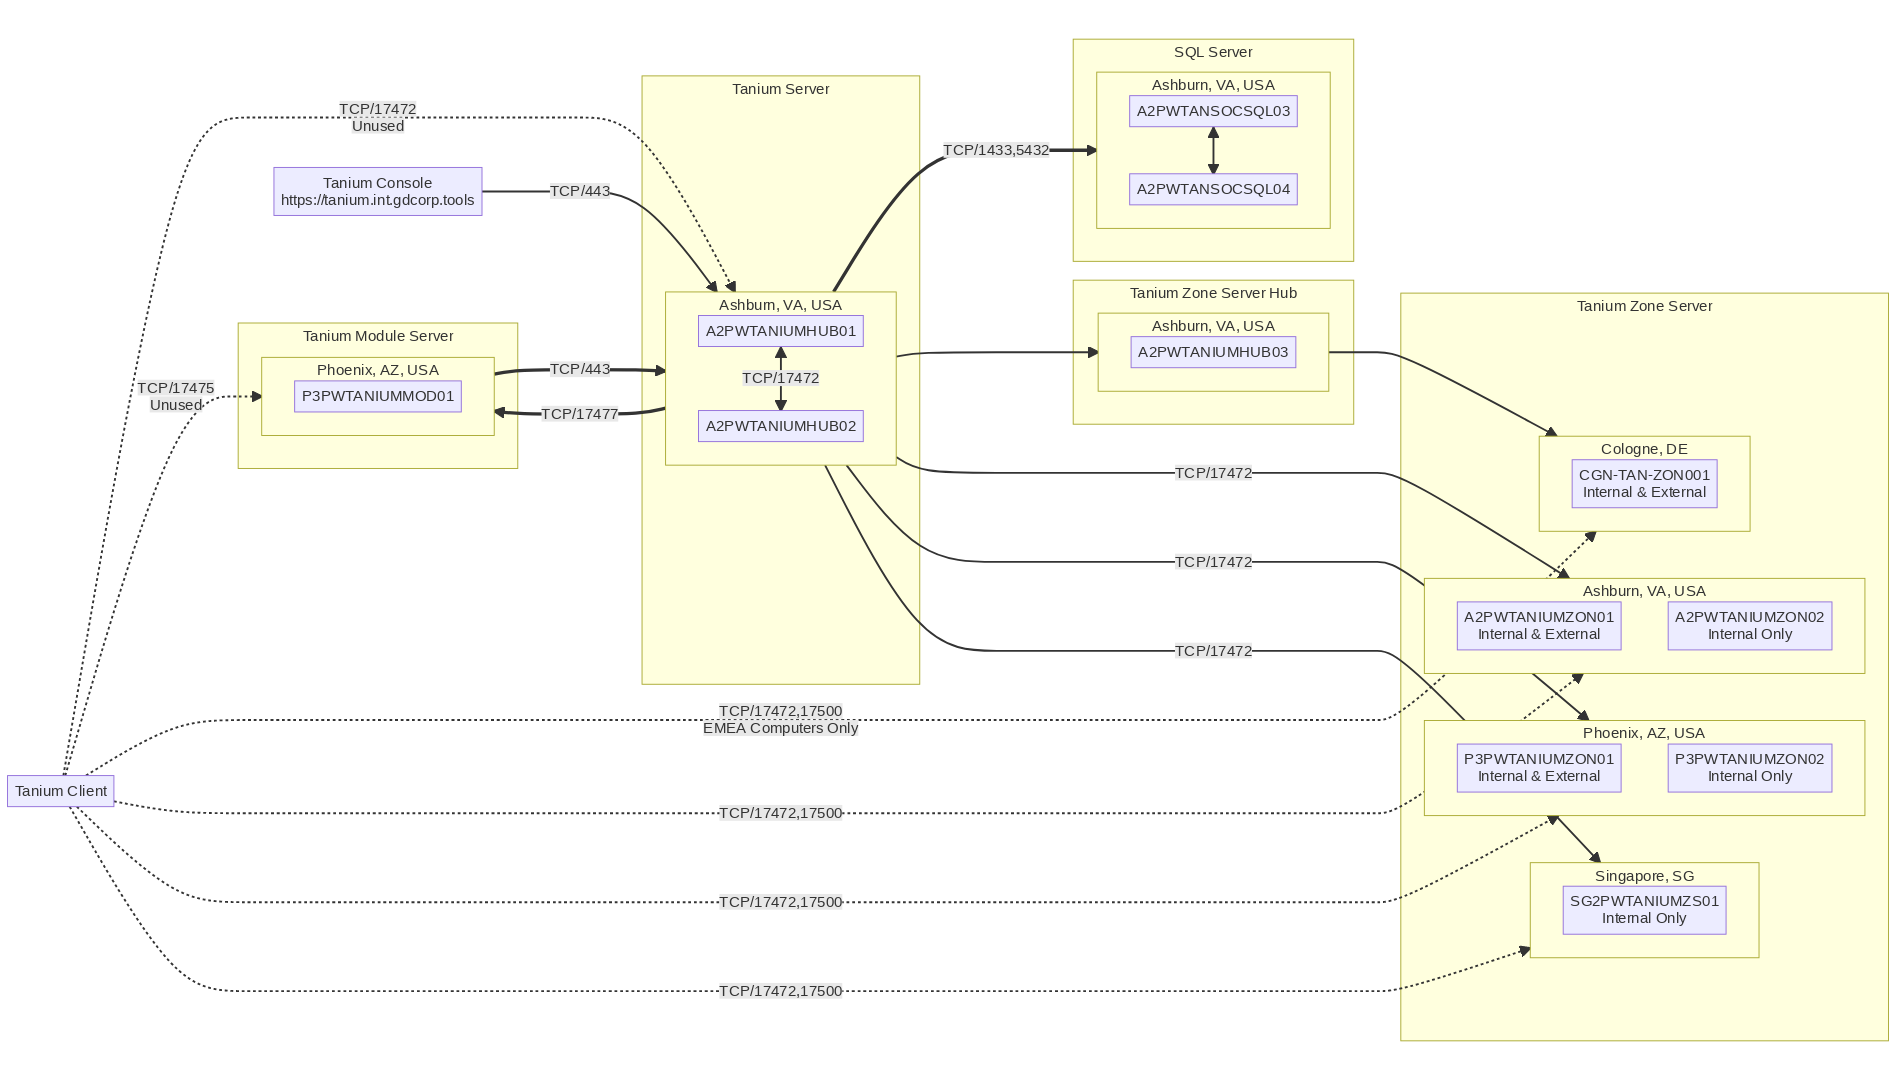 SQL Server
Ashburn, VA, USA
A2PWTANSOCSQL03
A2PWTANSOCSQL04
TCP/1433,5432
Tanium Server
TCP/17472
Unused
Tanium Console
https://tanium.int.gdcorp.tools
TCP/443
Ashburn, VA, USA
A2PWTANIUMHUB01
TCP/17472
A2PWTANIUMHUB02
Tanium Zone Server Hub
Ashburn, VA, USA
A2PWTANIUMHUB03
Tanium Module Server
Phoenix, AZ, USA
P3PWTANIUMMOD01
TCP/443
TCP/17477
TCP/17475
Unused
Tanium Zone Server
Cologne, DE
CGN-TAN-ZON001
Internal & External
TCP/17472
TCP/17472
TCP/17472
Ashburn, VA, USA
A2PWTANIUMZON01
Internal & External
A2PWTANIUMZON02
Internal Only
Phoenix, AZ, USA
P3PWTANIUMZON01
Internal & External
P3PWTANIUMZON02
Internal Only
Singapore, SG
SG2PWTANIUMZS01
Internal Only
TCP/17472,17500
EMEA Computers Only
Tanium Client
TCP/17472,17500
TCP/17472,17500
TCP/17472,17500